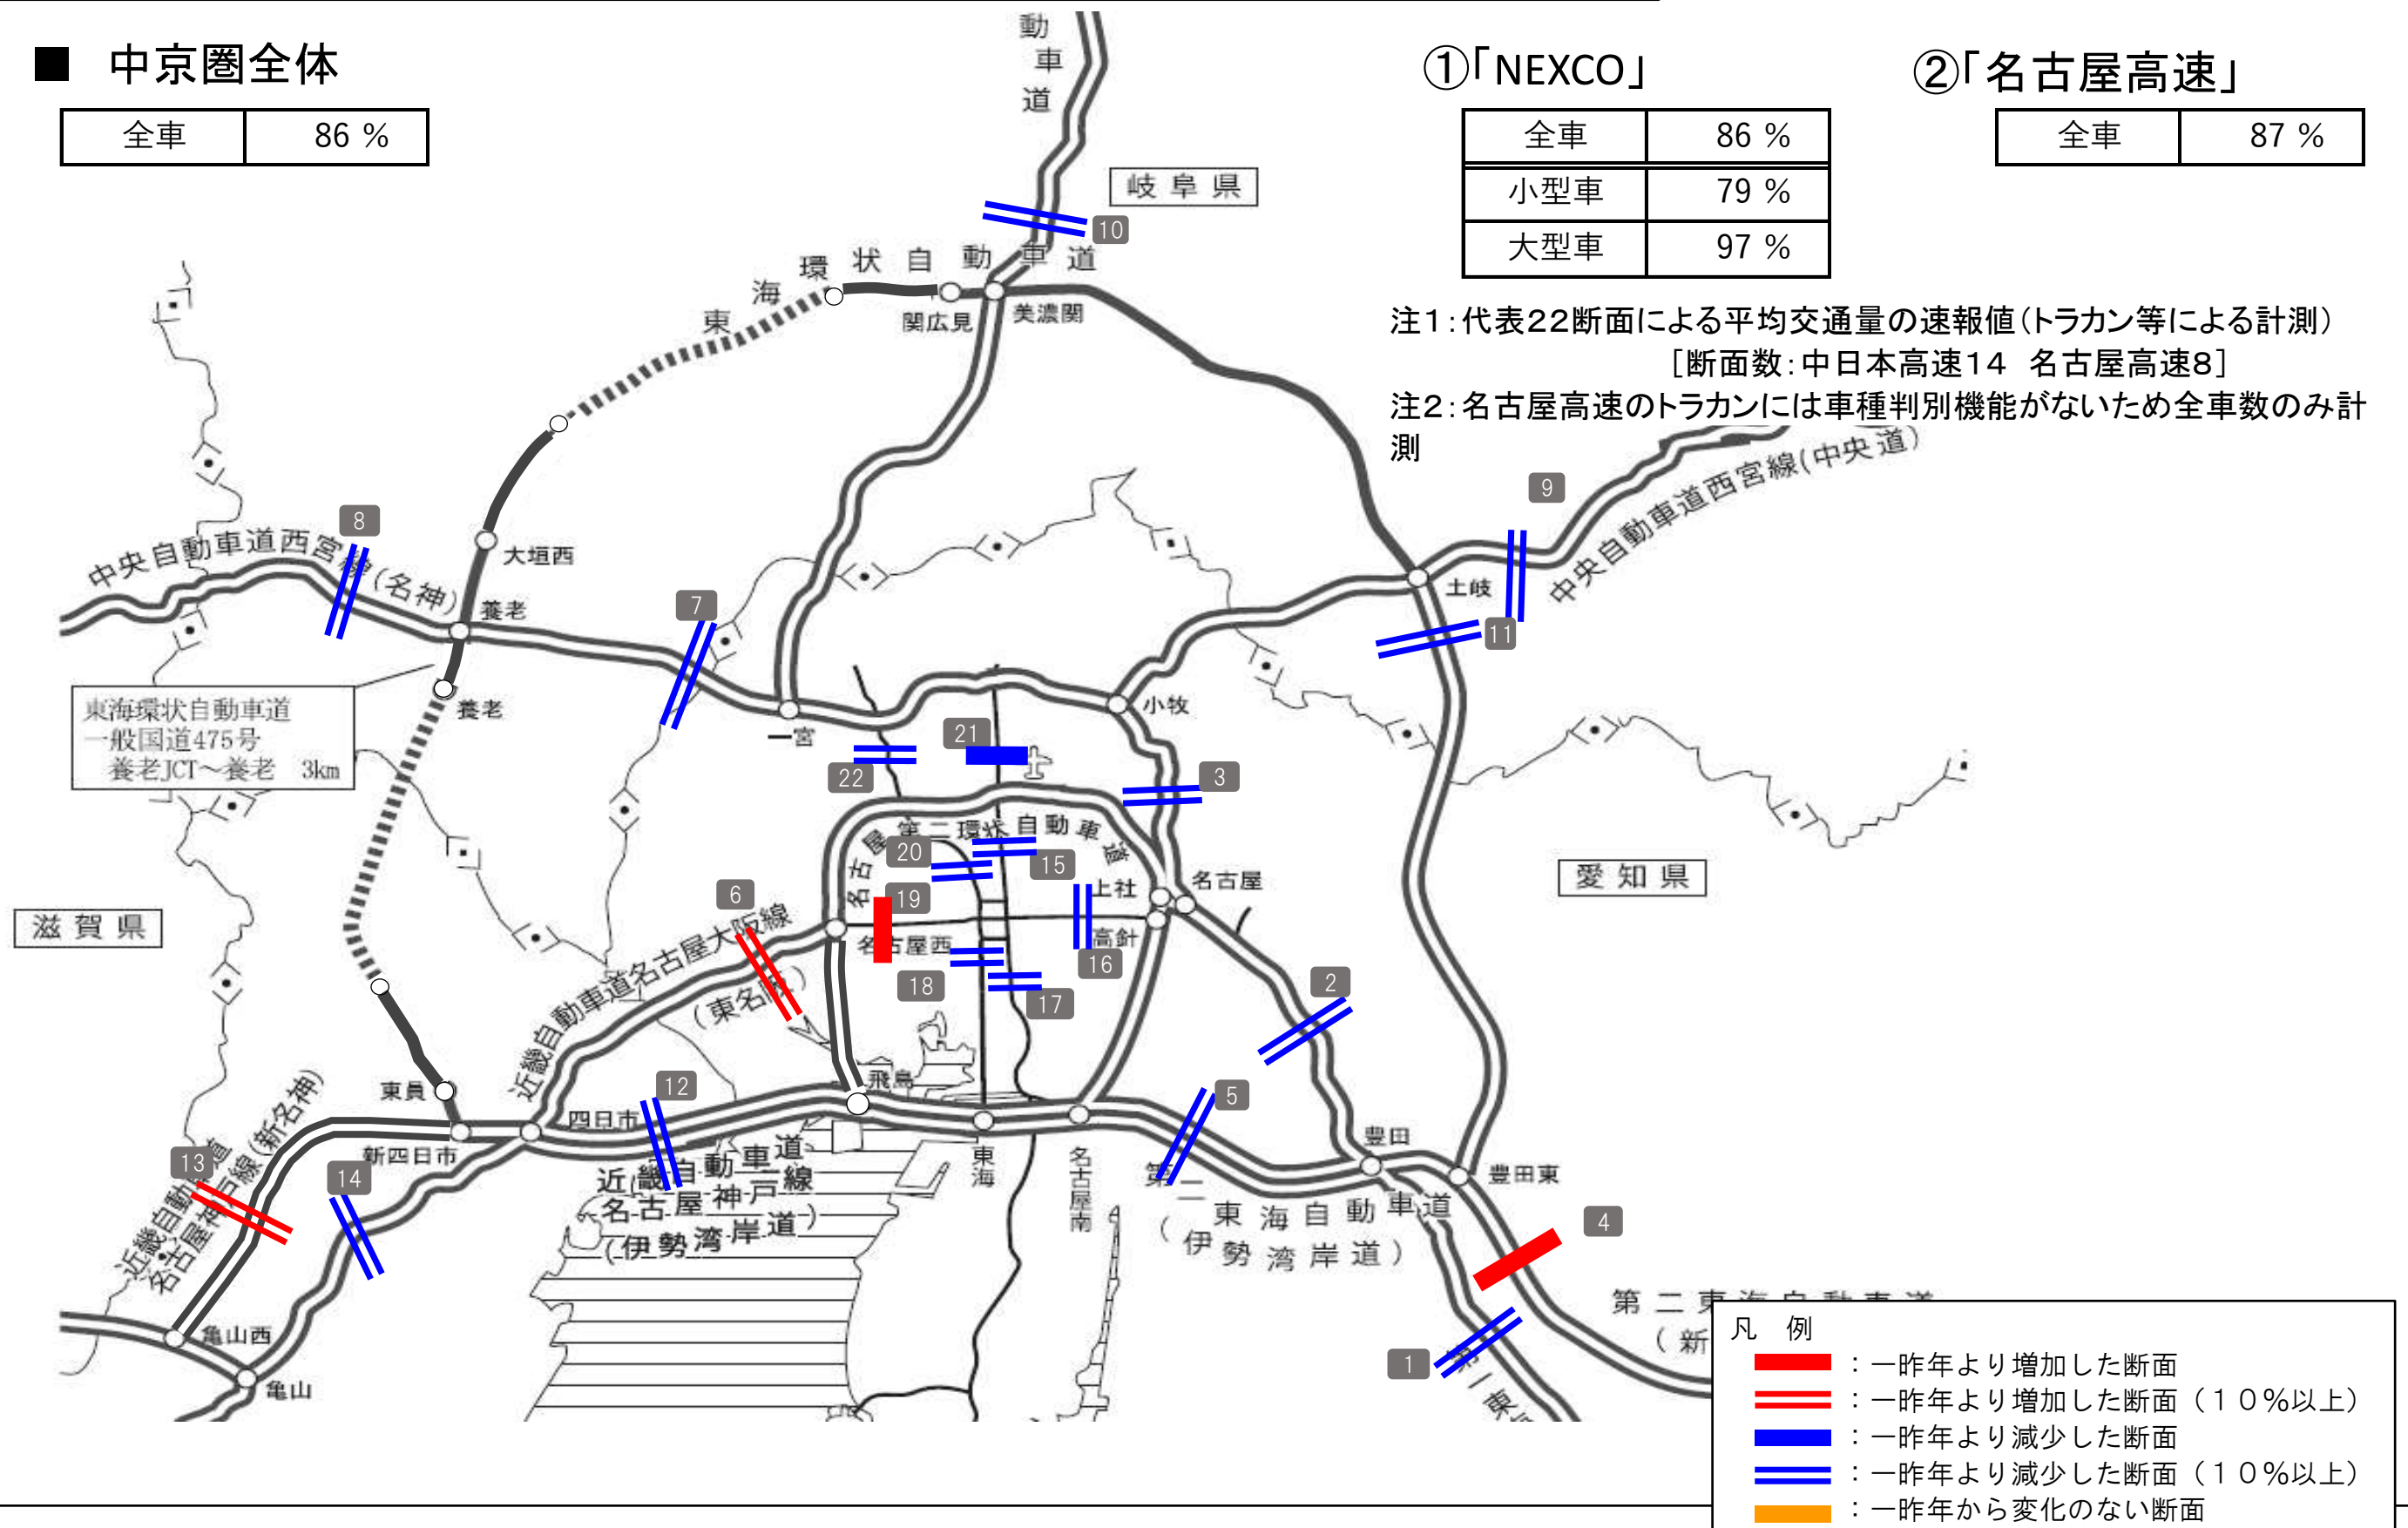 ■ 中京圏全体
全車 86 %
①「NEXCO」
全車 86 %
小型車 79 %
大型車 97 %
②「名古屋高速」
全車 87 %
注1：代表22断面による平均交通量の速報値（トラカン等による計測）
［断面数：中日本高速14 名古屋高速8］
注2：名古屋高速のトラカンには車種判別機能がないため全車数のみ計
測
動車道
岐阜県
10
東海環状自動車道
関広見
美濃関
9
中央自動車道西宮線(中央道)
8
中央自動車道西宮線(名神)
大垣西
養老
7
土岐
11
東海環状自動車道
一般国道475号
養老JCT～養老 3km
養老
一宮
小牧
21
22
3
名古屋第二環状自動車道
20
15
愛知県
上社
名古屋
19
6
滋賀県
名古屋西
高針
16
近畿自動車道名古屋大阪線
(東名阪)
18
17
2
東員
飛島
12
5
四日市
新四日市
豊田
13
14
近畿自動車道
名古屋神戸線(新名神)
近畿自動車道
名古屋神戸線
(伊勢湾岸道)
東海
名古屋南
豊田東
第二東海自動車道
(伊勢湾岸道)
4
亀山西
亀山
1
第一東
第二東海自動車道
(新
凡 例
：一昨年より増加した断面
：一昨年より増加した断面（１０％以上）
：一昨年より減少した断面
：一昨年より減少した断面（１０％以上）
：一昨年から変化のない断面